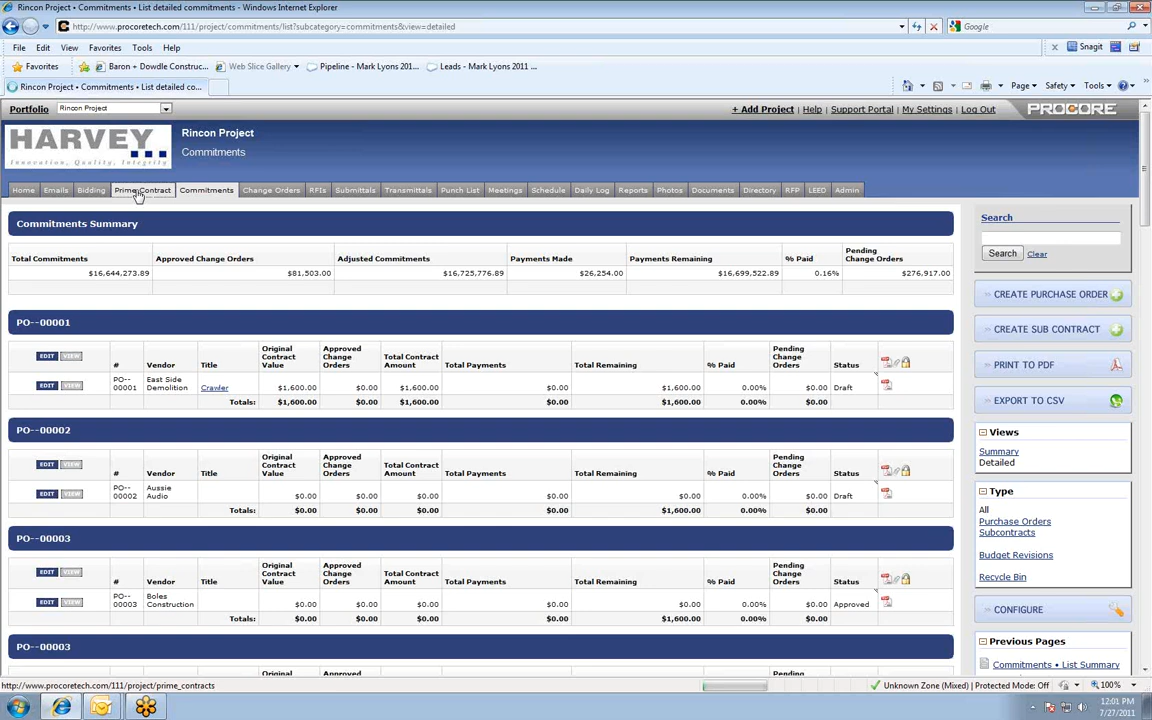 Rincon Project • Commitments • List detailed commitments - Windows Internet Explorer
http://www.procoretech.com/111/project/commitments/list?subcategory=commitments&view=detailed
Google
File Edit View Favorites Tools Help
x Snagit
Favorites Baron + Dowdle Construc... Web Slice Gallery Pipeline - Mark Lyons 201... Leads - Mark Lyons 2011 ...
Rincon Project • Commitments • List detailed co...
Page Safety Tools
Portfolio Rincon Project + Add Project | Help | Support Portal | My Settings | Log Out PROCORE
HARVEY
Innovation, Quality, Integrity
Rincon Project
Commitments
Home Emails Bidding Prime Contract Commitments Change Orders RFIs Submittals Transmittals Punch List Meetings Schedule Daily Log Reports Photos Documents Directory RFP LEED Admin
Commitments Summary
Total Commitments Approved Change Orders Adjusted Commitments Payments Made Payments Remaining % Paid Pending Change Orders
$16,644,273.89 $81,503.00 $16,725,776.89 $26,254.00 $16,699,522.89 0.16% $276,917.00
PO--00001
EDIT VIEW # Vendor Title Original Contract Value Approved Change Orders Total Contract Amount Total Payments Total Remaining % Paid Pending Change Orders Status
EDIT VIEW PO--00001 East Side Demolition Crawler $1,600.00 $0.00 $1,600.00 $0.00 $1,600.00 0.00% $0.00 Draft
Totals: $1,600.00 $0.00 $1,600.00 $0.00 $1,600.00 0.00% $0.00
PO--00002
EDIT VIEW # Vendor Title Original Contract Value Approved Change Orders Total Contract Amount Total Payments Total Remaining % Paid Pending Change Orders Status
EDIT VIEW PO--00002 Aussie Audio $0.00 $0.00 $0.00 $0.00 $0.00 0.00% $0.00 Draft
Totals: $0.00 $0.00 $0.00 $0.00 $1,600.00 0.00% $0.00
PO--00003
EDIT VIEW # Vendor Title Original Contract Value Approved Change Orders Total Contract Amount Total Payments Total Remaining % Paid Pending Change Orders Status
EDIT VIEW PO--00003 Boles Construction $0.00 $0.00 $0.00 $0.00 $0.00 0.00% $0.00 Approved
Totals: $0.00 $0.00 $0.00 $0.00 $1,600.00 0.00% $0.00
PO--00003
Original Approved Pending
Search
Search Clear
CREATE PURCHASE ORDER
CREATE SUB CONTRACT
PRINT TO PDF
EXPORT TO CSV
Views
Summary
Detailed
Type
All
Purchase Orders
Subcontracts
Budget Revisions
Recycle Bin
CONFIGURE
Previous Pages
Commitments • List Summary
http://www.procoretech.com/111/project/prime_contracts
Unknown Zone (Mixed) | Protected Mode: Off
100%
12:01 PM
7/27/2011